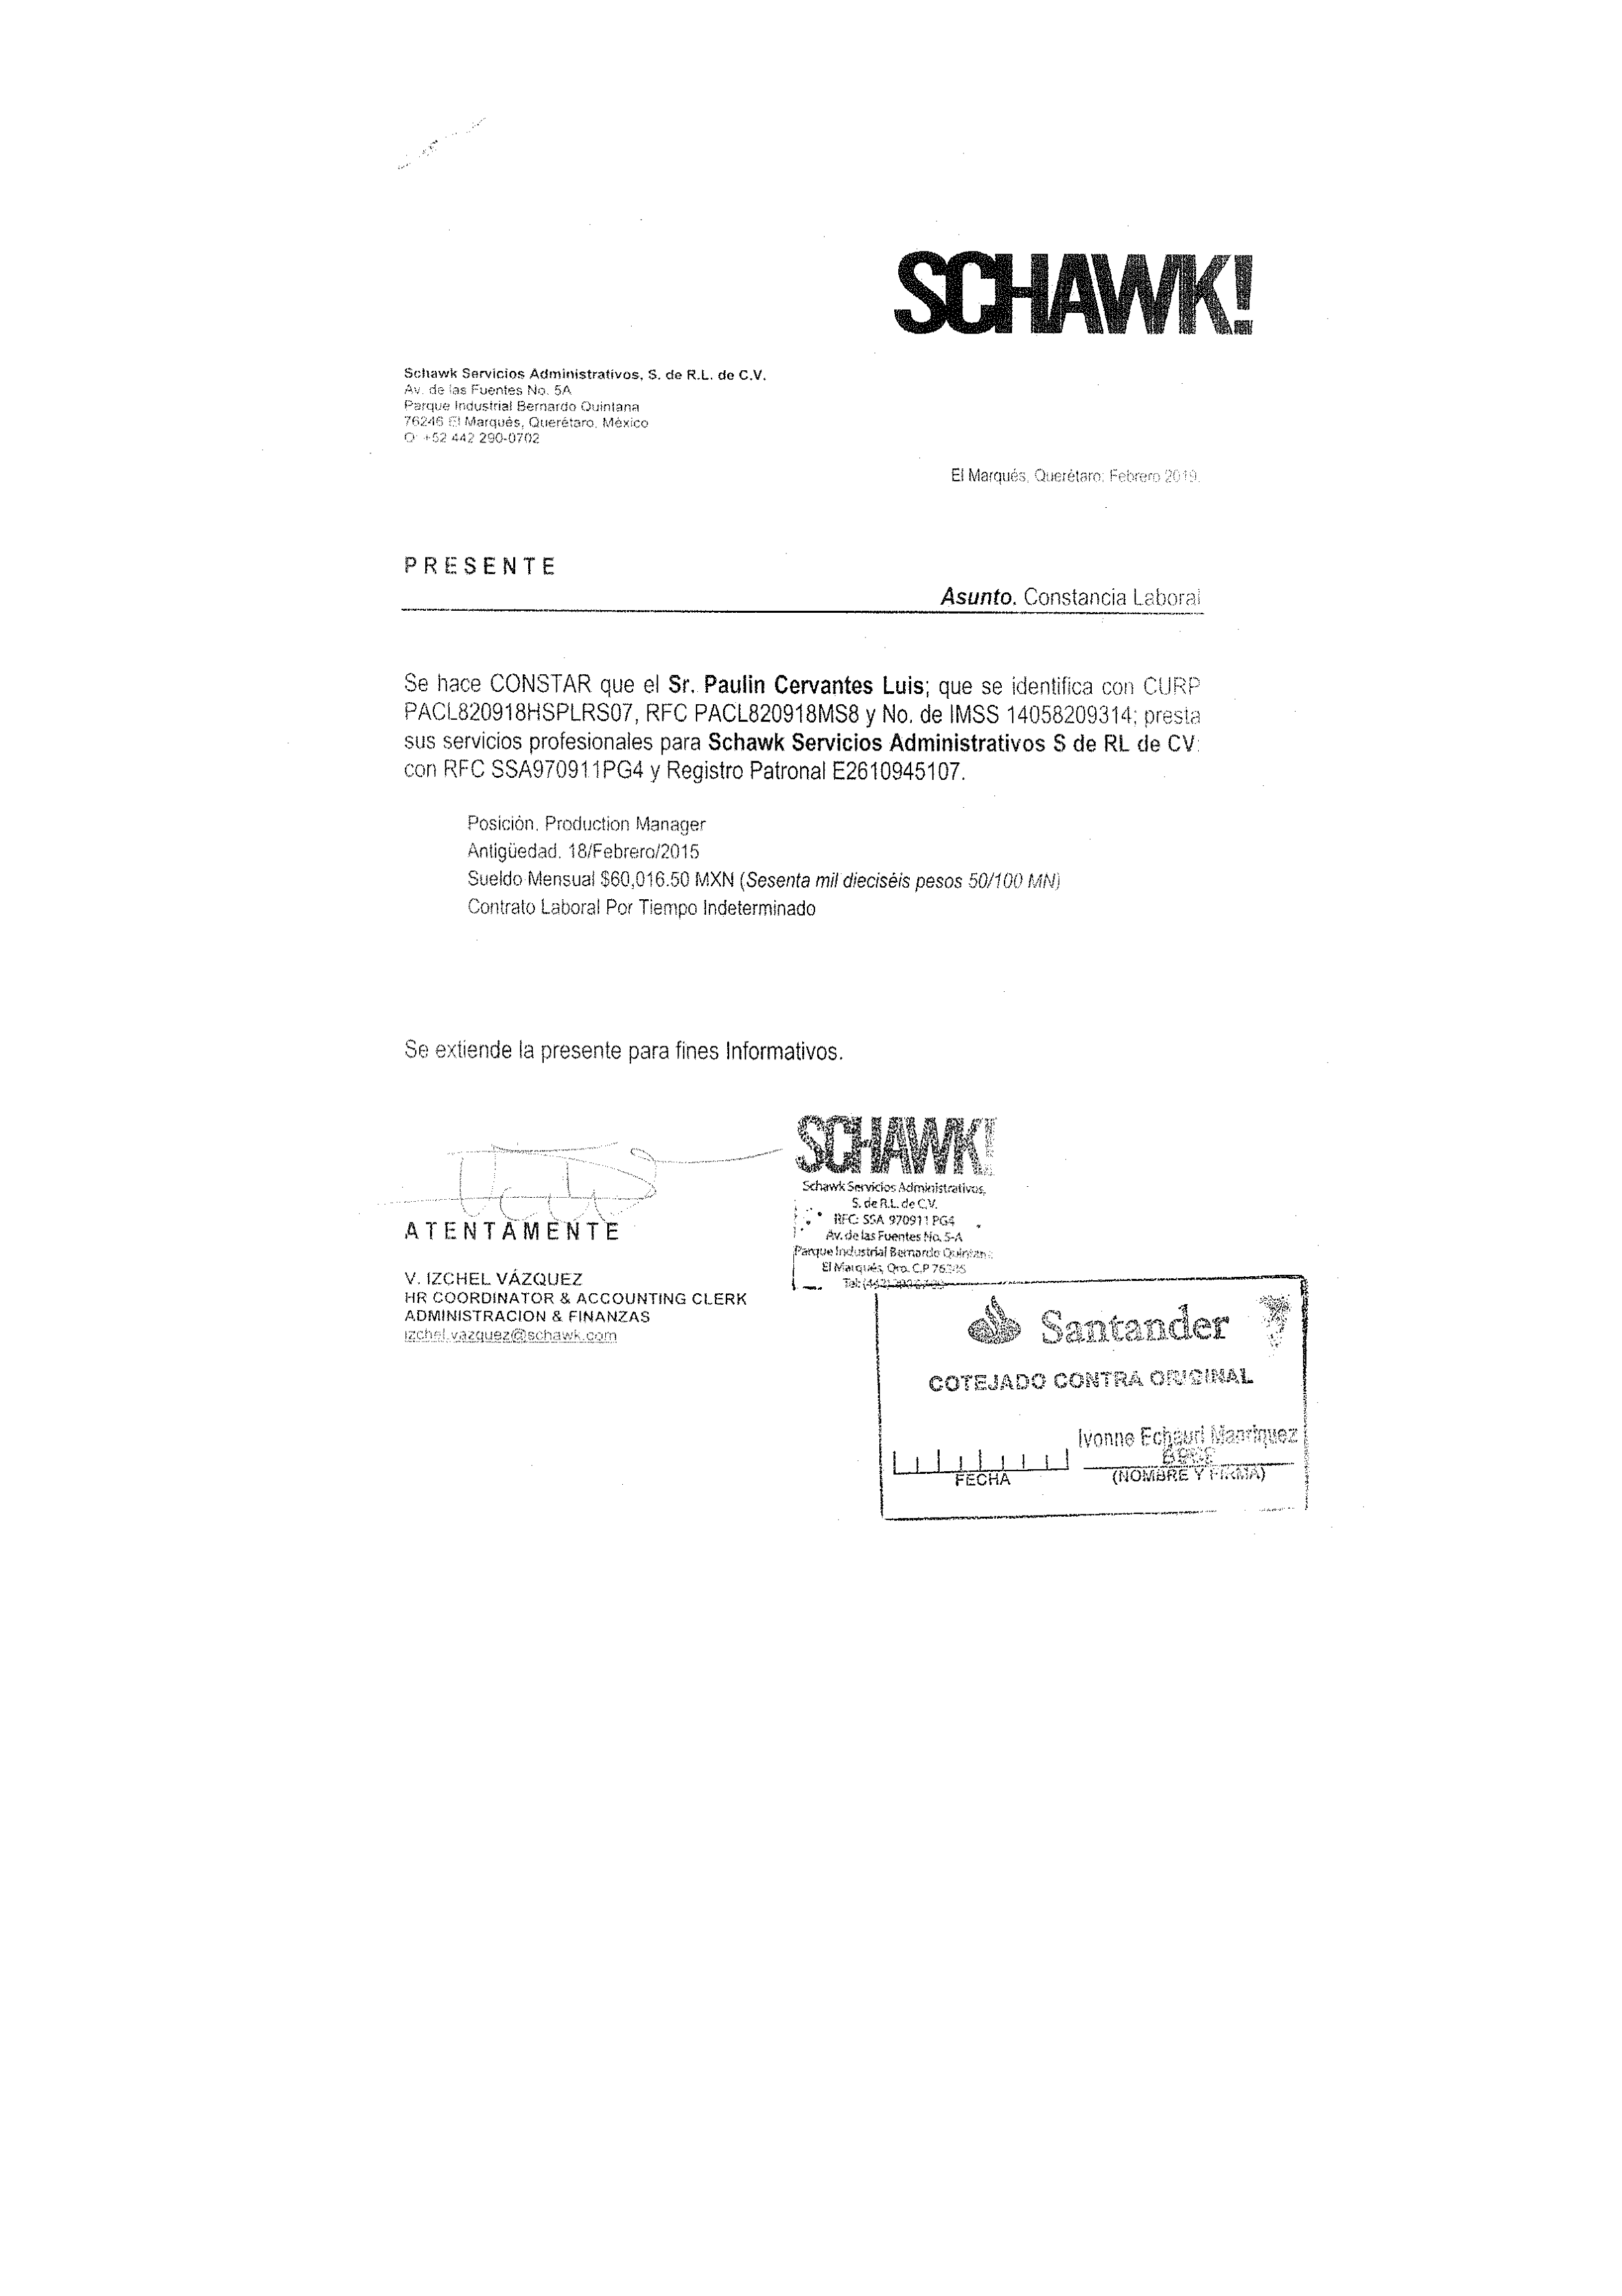 SCHAWK!
Schawk Servicios Administrativos, S. de R.L. de C.V.
Av. de las Fuentes No. 5A
Parque Industrial Bernardo Quintana
76246 El Marqués, Querétaro, México
O: +52 442 290-0702
El Marqués, Querétaro; Febrero 2019.
PRESENTE
Asunto. Constancia Laboral
Se hace CONSTAR que el Sr. Paulin Cervantes Luis; que se identifica con CURP
PACL820918HSPLRS07, RFC PACL820918MS8 y No. de IMSS 14058209314; presta
sus servicios profesionales para Schawk Servicios Administrativos S de RL de CV;
con RFC SSA970911PG4 y Registro Patronal E2610945107.
Posición. Production Manager
Antigüedad. 18/Febrero/2015
Sueldo Mensual $60,016.50 MXN (Sesenta mil dieciséis pesos 50/100 MN)
Contrato Laboral Por Tiempo Indeterminado
Se extiende la presente para fines Informativos.
SCHAWK!
Schawk Servicios Administrativos,
S. de R.L. de C.V.
RFC: SSA 970911 PG4
Av. de las Fuentes No. 5-A
Parque Industrial Bernardo Quintana
El Marqués, Qro. C.P
Tel: (442)
ATENTAMENTE
V. IZCHEL VÁZQUEZ
HR COORDINATOR & ACCOUNTING CLERK
ADMINISTRACION & FINANZAS
izchel.vazquez@schawk.com
Santander
COTEJADO CONTRA ORIGINAL
Ivonne Echauri Manriquez
FECHA
(NOMBRE Y FIRMA)